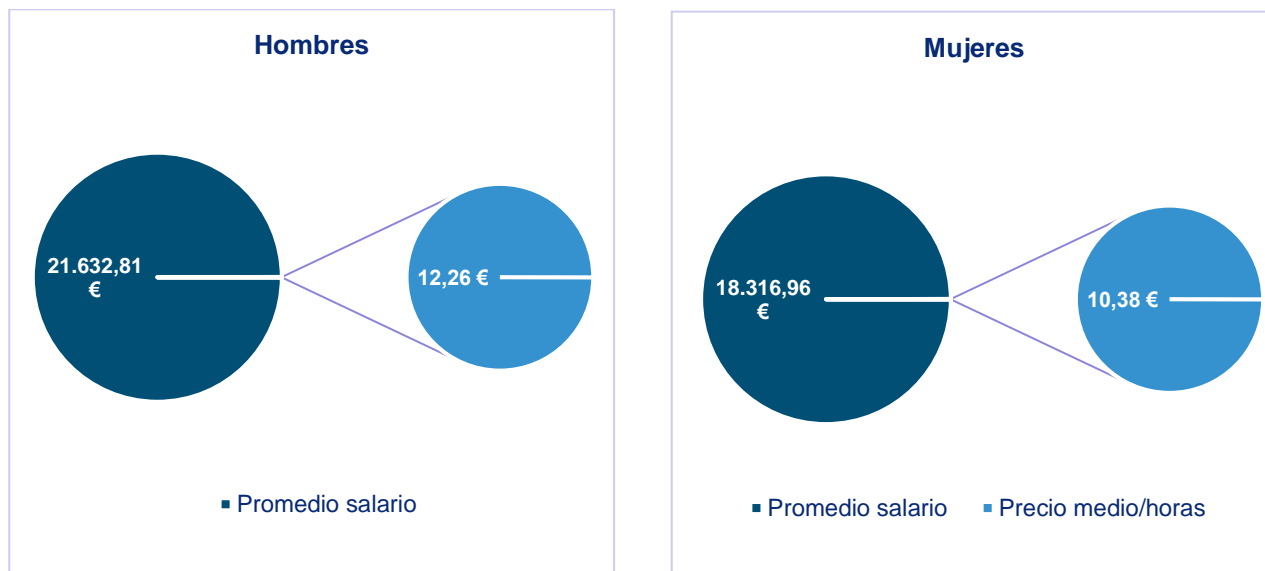 Hombres
21.632,81
€
12,26 €
■ Promedio salario
Mujeres
18.316,96
€
10,38 €
■ Promedio salario ■ Precio medio/horas